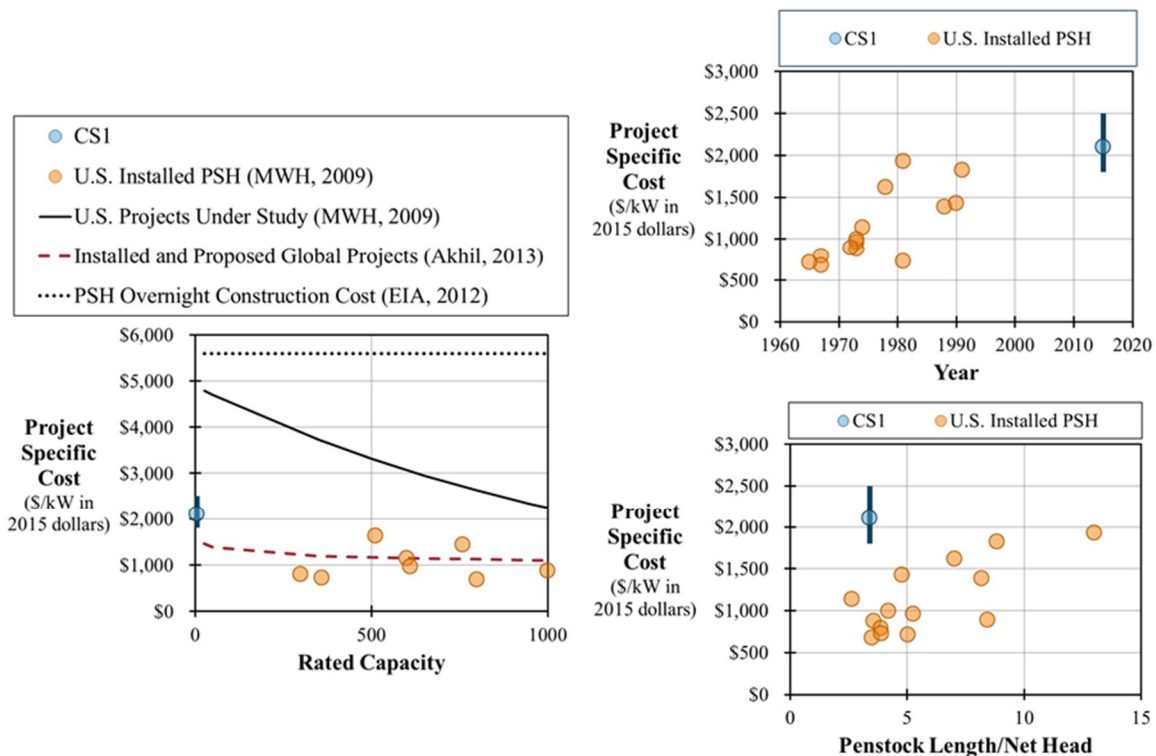 CS1
U.S. Installed PSH (MWH, 2009)
U.S. Projects Under Study (MWH, 2009)
Installed and Proposed Global Projects (Akhil, 2013)
PSH Overnight Construction Cost (EIA, 2012)
$6,000
$5,000
$4,000
$3,000
$2,000
$1,000
$0
Project
Specific
Cost
($/kW in
2015 dollars)
0 500 1000
Rated Capacity
CS1 U.S. Installed PSH
$3,000
$2,500
$2,000
$1,500
$1,000
$500
$0
Project
Specific
Cost
($/kW in
2015 dollars)
1960 1970 1980 1990 2000 2010 2020
Year
CS1 U.S. Installed PSH
$3,000
$2,500
$2,000
$1,500
$1,000
$500
$0
Project
Specific
Cost
($/kW in
2015 dollars)
0 5 10 15
Penstock Length/Net Head